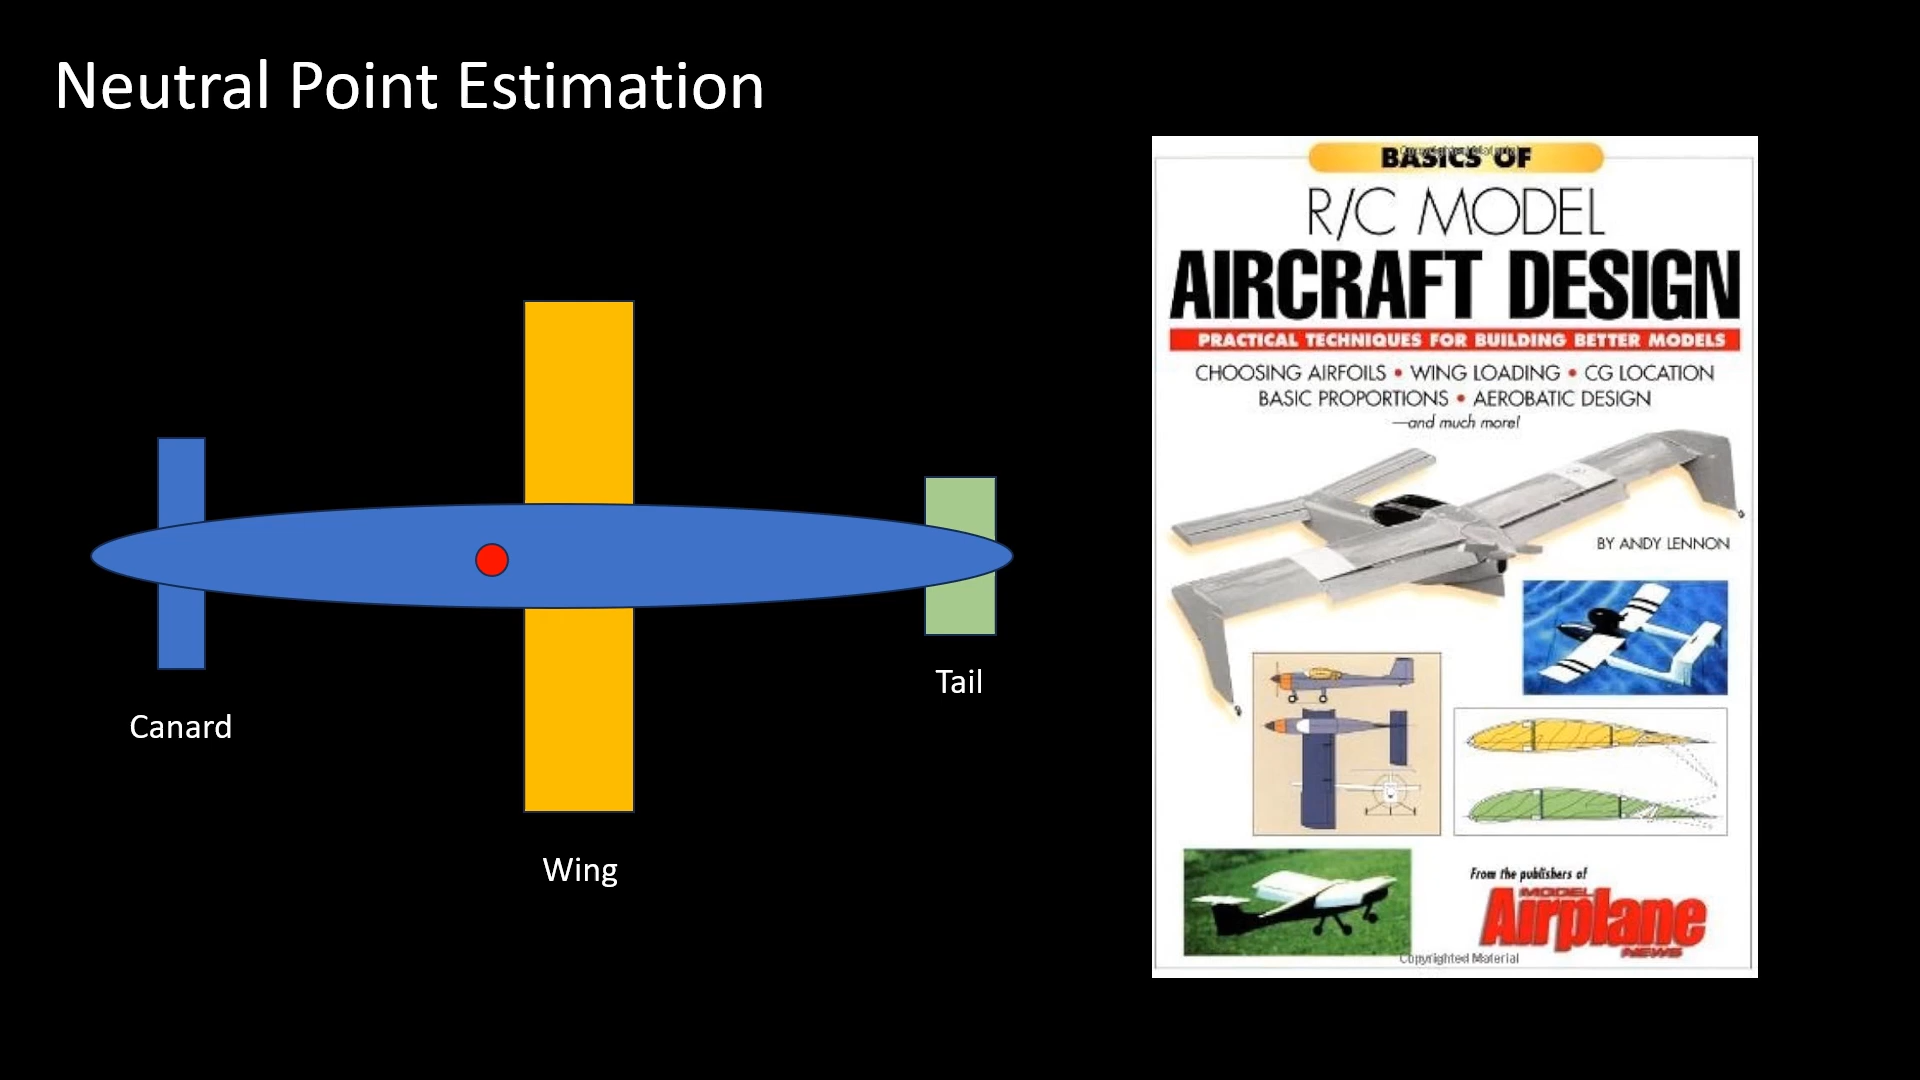 Neutral Point Estimation
Canard
Wing
Tail
BASICS OF
R/C MODEL
AIRCRAFT DESIGN
PRACTICAL TECHNIQUES FOR BUILDING BETTER MODELS
CHOOSING AIRFOILS • WING LOADING • CG LOCATION
BASIC PROPORTIONS • AEROBATIC DESIGN
—and much more!
BY ANDY LENNON
From the publishers of
MODEL
Airplane
NEWS
Copyrighted Material